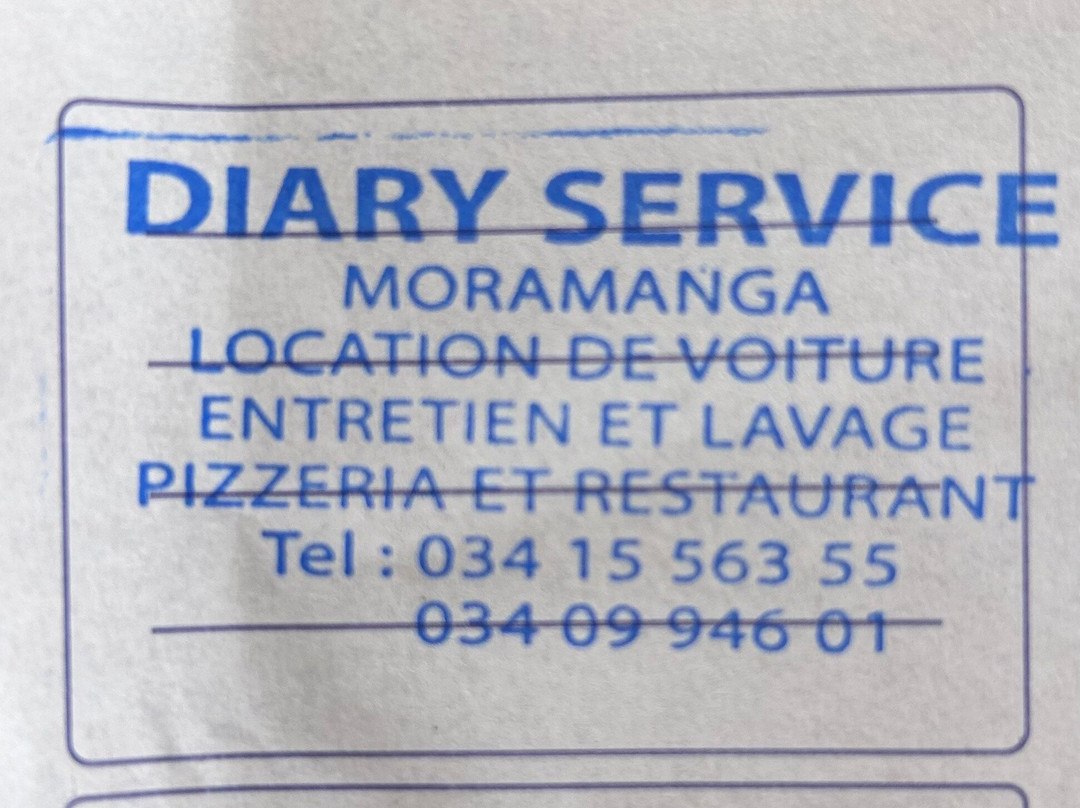 DIARY SERVICE
MORAMANGA
LOCATION DE VOITURE
ENTRETIEN ET LAVAGE
PIZZERIA ET RESTAURANT
Tel : 034 15 563 55
034 09 946 01